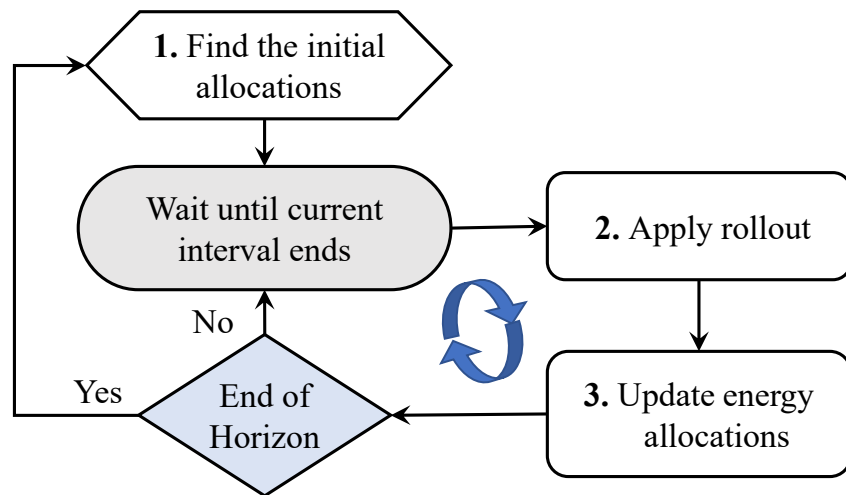 1. Find the initial
allocations
Wait until current
interval ends
2. Apply rollout
No
Yes
End of
Horizon
3. Update energy
allocations